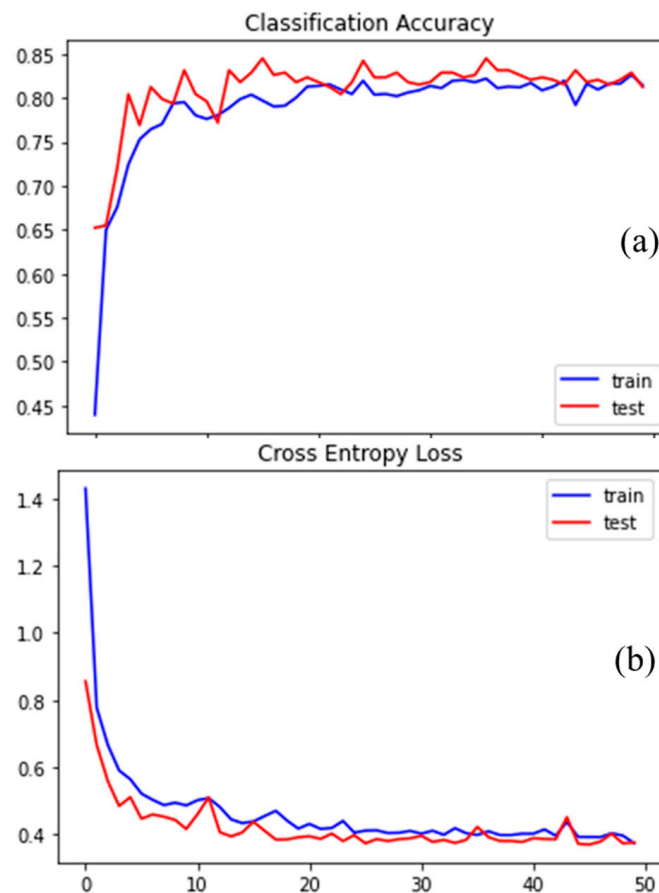 Classification Accuracy
0.85
0.80
0.75
0.70
0.65
0.60
0.55
0.50
0.45
(a)
train
test
Cross Entropy Loss
1.4
1.2
1.0
0.8
0.6
0.4
train
test
(b)
0 10 20 30 40 50